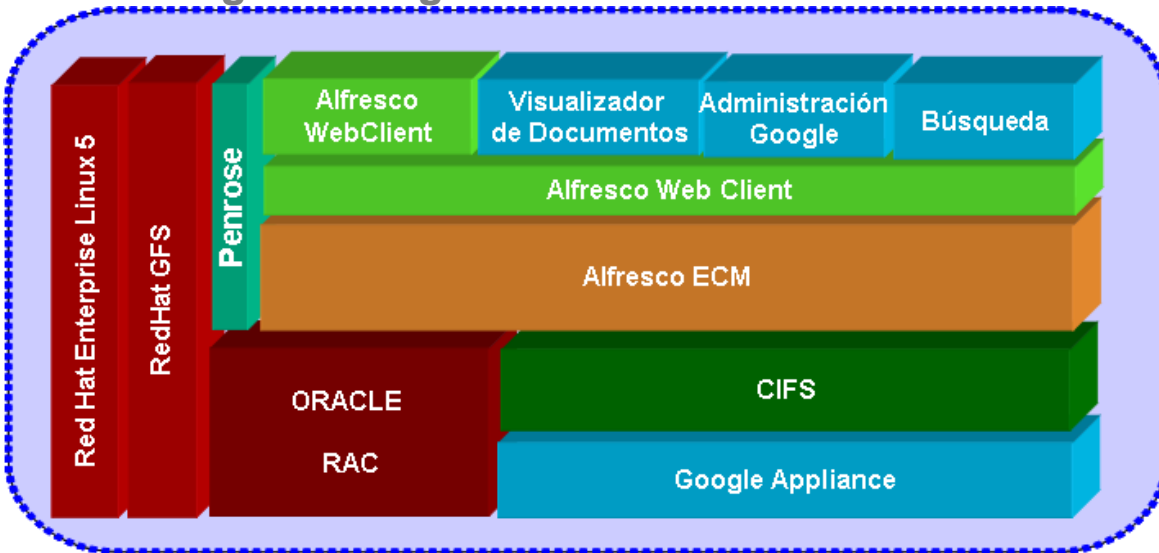 Red Hat Enterprise Linux 5
RedHat GFS
Penrose
Alfresco
WebClient
Visualizador
de Documentos
Administración
Google
Búsqueda
Alfresco Web Client
Alfresco ECM
ORACLE
RAC
CIFS
Google Appliance